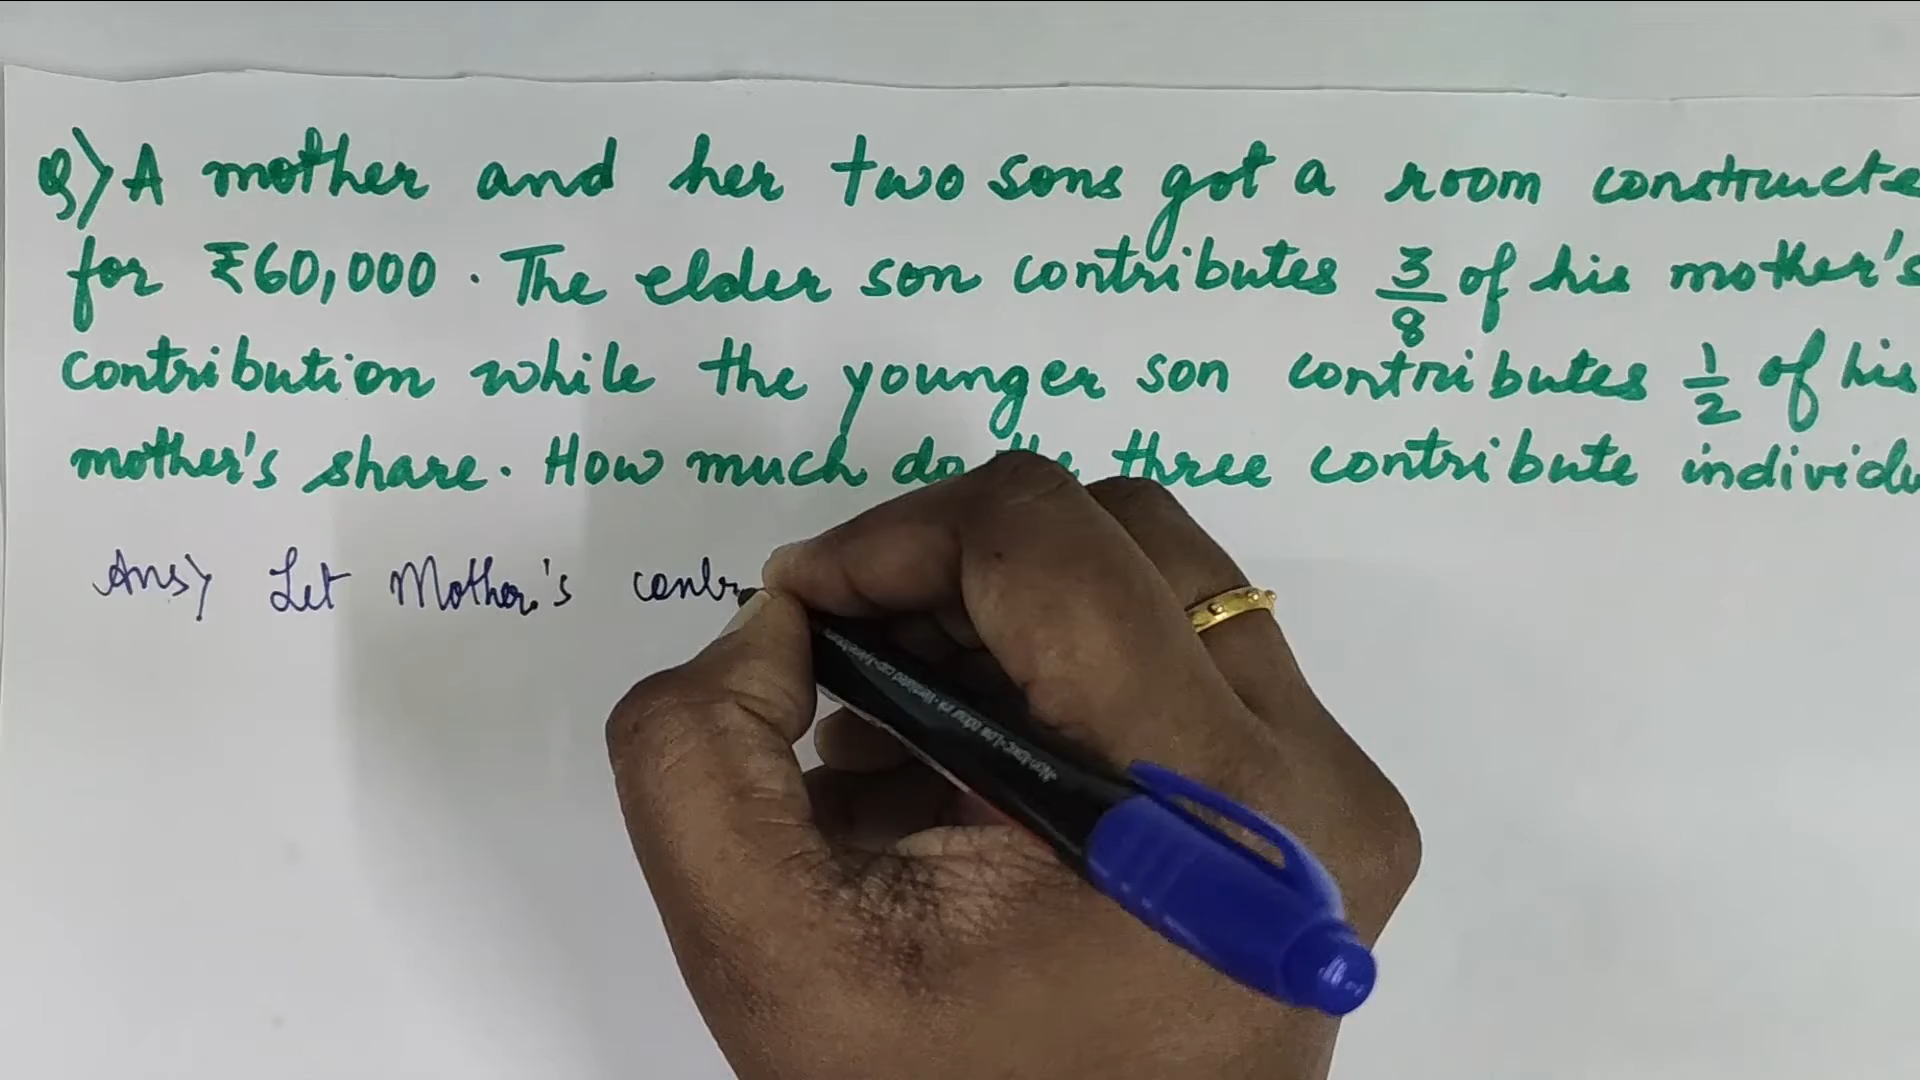 Q) A mother and her two sons got a room constructe
for ₹60,000. The elder son contributes 3/8 of his mother's
contribution while the younger son contributes 1/2 of his
mother's share. How much do the three contribute individu
Ans) Let Mother's contr